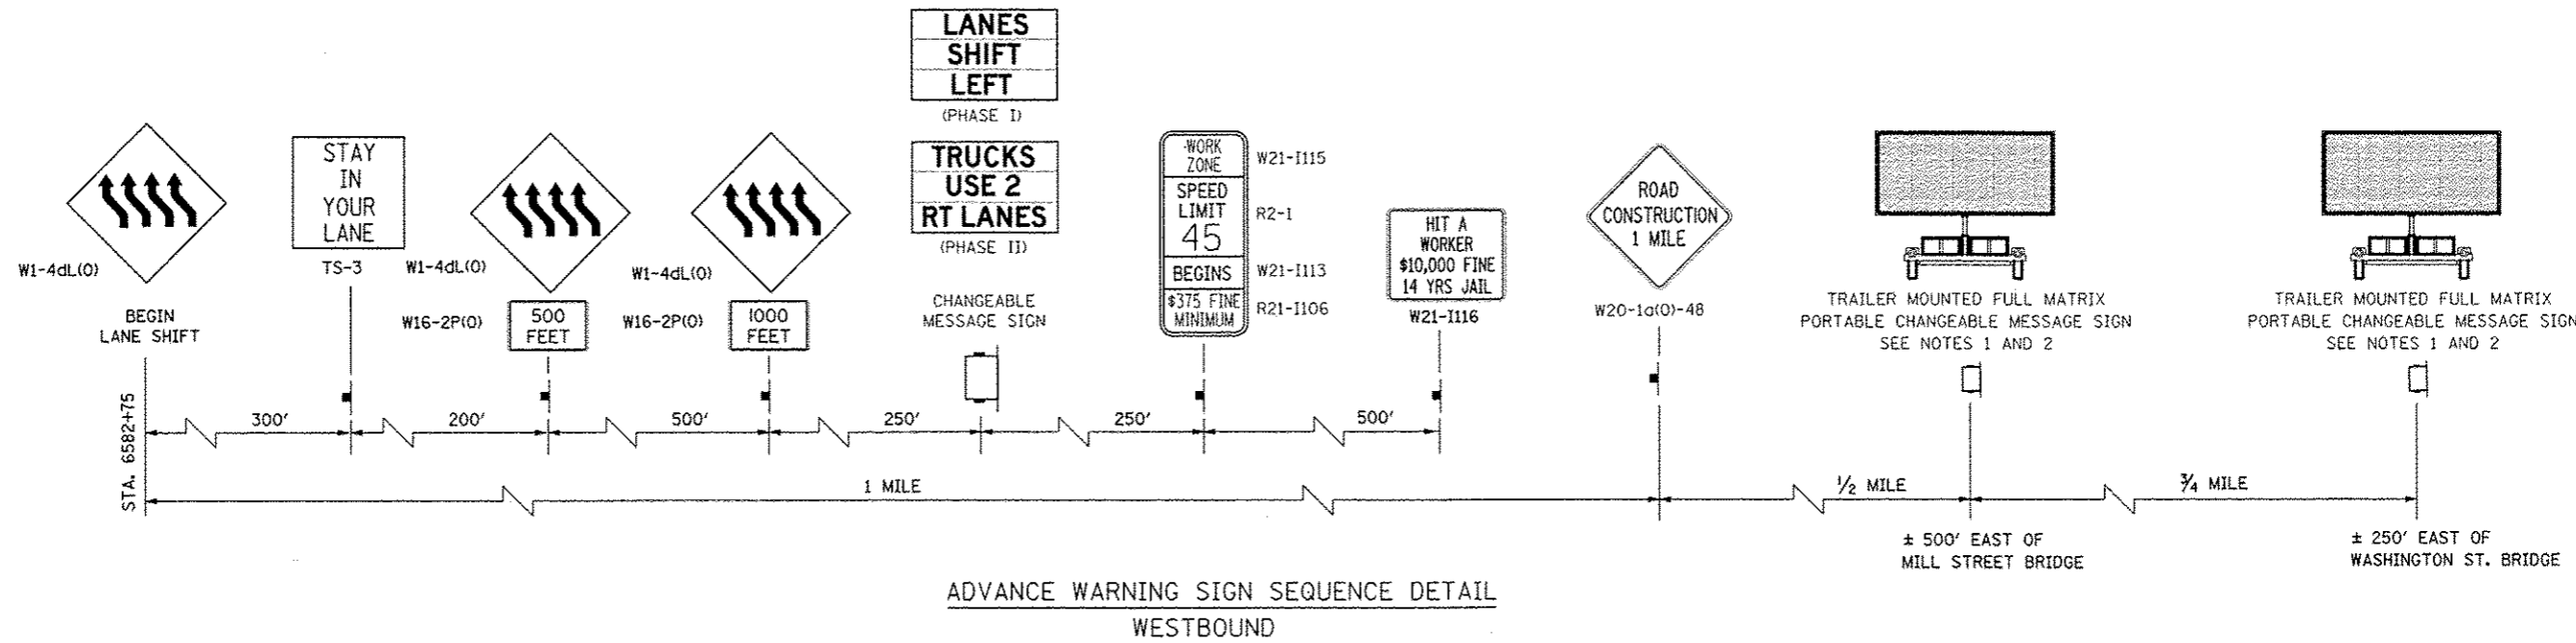 LANES
SHIFT
LEFT
(PHASE I)
TRUCKS
USE 2
RT LANES
(PHASE II)
CHANGEABLE
MESSAGE SIGN
W1-4dL(O)
BEGIN
LANE SHIFT
STAY
IN
YOUR
LANE
TS-3
W1-4dL(O)
W16-2P(O)
500
FEET
W1-4dL(O)
W16-2P(O)
1000
FEET
WORK
ZONE
W21-I115
SPEED
LIMIT
45
R2-1
BEGINS
W21-I113
$375 FINE
MINIMUM
R21-I106
HIT A
WORKER
$10,000 FINE
14 YRS JAIL
W21-I116
ROAD
CONSTRUCTION
1 MILE
W20-1a(O)-48
TRAILER MOUNTED FULL MATRIX
PORTABLE CHANGEABLE MESSAGE SIGN
SEE NOTES 1 AND 2
TRAILER MOUNTED FULL MATRIX
PORTABLE CHANGEABLE MESSAGE SIGN
SEE NOTES 1 AND 2
STA. 6582+75
300'
200'
500'
250'
250'
500'
1 MILE
1/2 MILE
3/4 MILE
± 500' EAST OF
MILL STREET BRIDGE
± 250' EAST OF
WASHINGTON ST. BRIDGE
ADVANCE WARNING SIGN SEQUENCE DETAIL
WESTBOUND